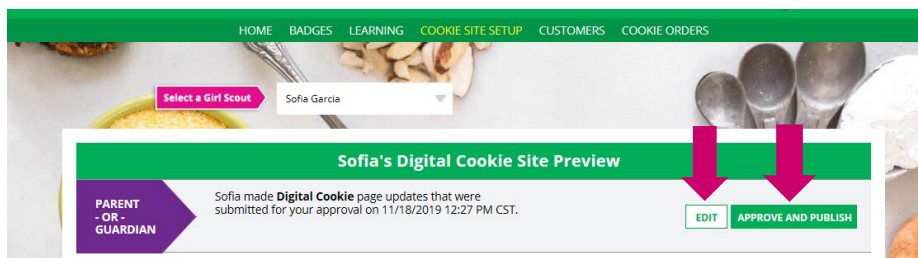 HOME BADGES LEARNING COOKIE SITE SETUP CUSTOMERS COOKIE ORDERS
Select a Girl Scout Sofia Garcia
Sofia's Digital Cookie Site Preview
PARENT
- OR -
GUARDIAN
Sofia made Digital Cookie page updates that were
submitted for your approval on 11/18/2019 12:27 PM CST.
EDIT APPROVE AND PUBLISH